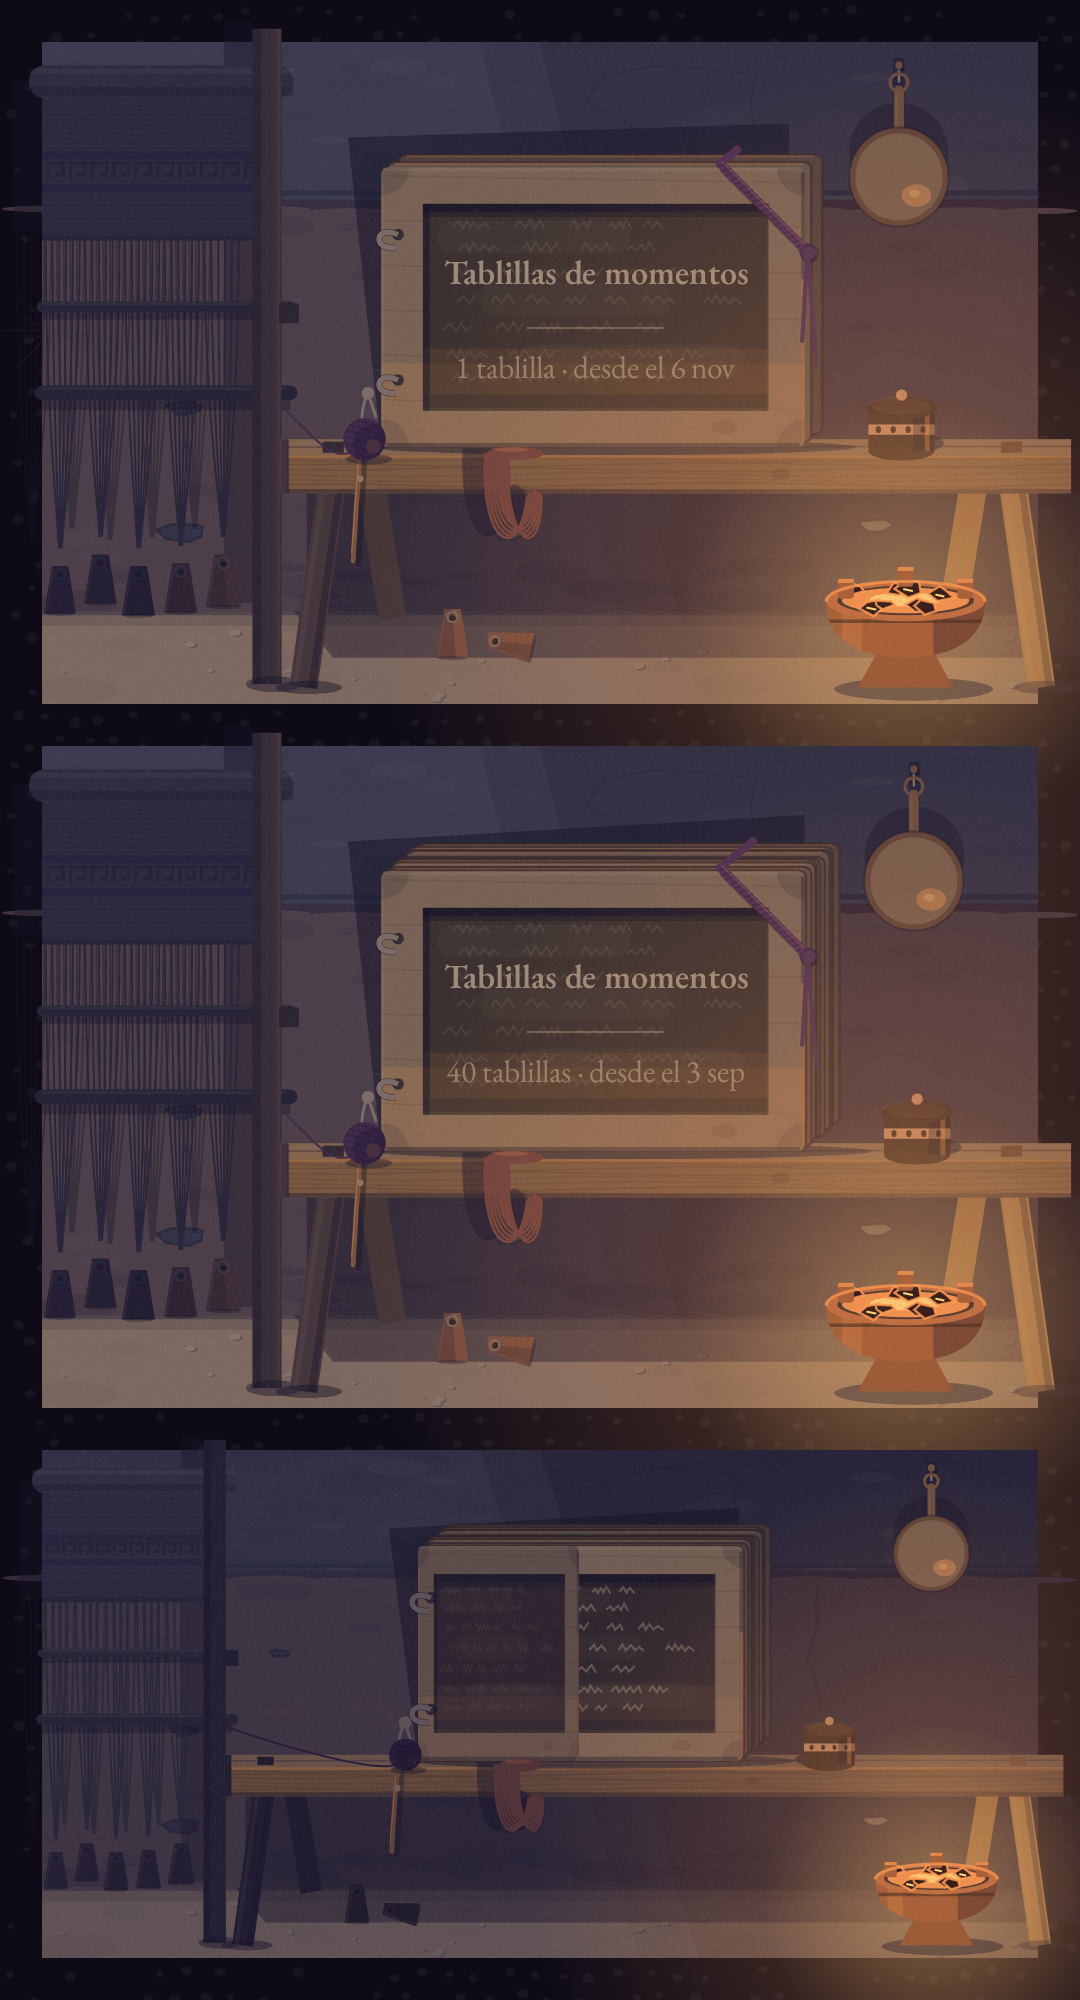 Tablillas de momentos
1 tablilla · desde el 6 nov
Tablillas de momentos
40 tablillas · desde el 3 sep